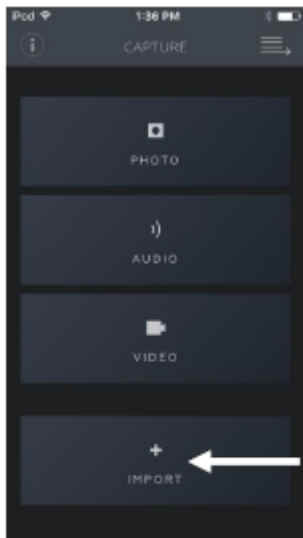 iPod 1:36 PM
i CAPTURE
PHOTO
AUDIO
VIDEO
IMPORT